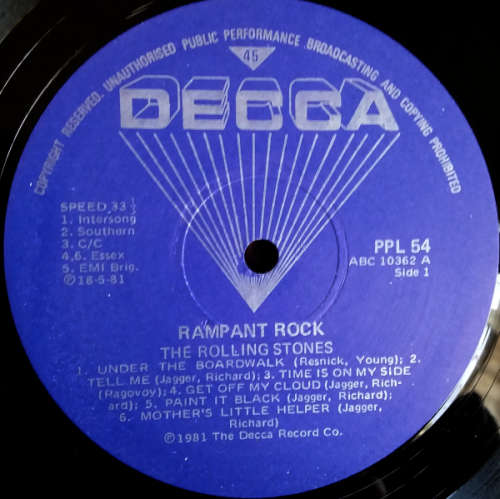 COPYRIGHT RESERVED. UNAUTHORISED PUBLIC PERFORMANCE BROADCASTING AND COPYING PROHIBITED
45
DECCA
SPEED 33 1/3
1. Intersong
2. Southern
3. C/C
4,6. Essex
5. EMI Brig.
℗18-5-81
PPL 54
ABC 10362 A
Side 1
RAMPANT ROCK
THE ROLLING STONES
1. UNDER THE BOARDWALK (Resnick, Young); 2.
TELL ME (Jagger, Richard); 3. TIME IS ON MY SIDE
(Ragovoy); 4. GET OFF MY CLOUD (Jagger, Rich-
ard); 5. PAINT IT BLACK (Jagger, Richard);
6. MOTHER'S LITTLE HELPER (Jagger,
Richard)
℗1981 The Decca Record Co.